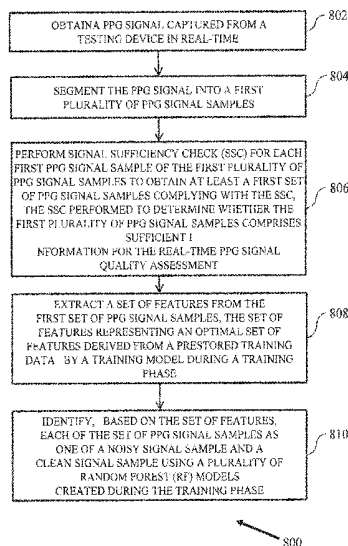 OBTAINA PPG SIGNAL CAPTURED FROM A
TESTING DEVICE IN REAL-TIME
802
SEGMENT THE PPG SIGNAL INTO A FIRST
PLURALITY OF PPG SIGNAL SAMPLES
804
PERFORM SIGNAL SUFFICIENCY CHECK (SSC) FOR EACH
FIRST PPG SIGNAL SAMPLE OF THE FIRST PLURALITY OF
PPG SIGNAL SAMPLES TO OBTAIN AT LEAST A FIRST SET
OF PPG SIGNAL SAMPLES COMPLYING WITH THE SSC,
THE SSC PERFORMED TO DETERMINE WHETHER THE
FIRST PLURALITY OF PPG SIGNAL SAMPLES COMPRISES
SUFFICIENT I
NFORMATION FOR THE REAL-TIME PPG SIGNAL
QUALITY ASSESSMENT
806
EXTRACT A SET OF FEATURES FROM THE
FIRST SET OF PPG SIGNAL SAMPLES, THE SET OF
FEATURES REPRESENTING AN OPTIMAL SET OF
FEATURES DERIVED FROM A PRESTORED TRAINING
DATA BY A TRAINING MODEL DURING A TRAINING
PHASE
808
IDENTIFY, BASED ON THE SET OF FEATURES,
EACH OF THE SET OF PPG SIGNAL SAMPLES AS
ONE OF A NOISY SIGNAL SAMPLE AND A
CLEAN SIGNAL SAMPLE USING A PLURALITY OF
RANDOM FOREST (RF) MODELS
CREATED DURING THE TRAINING PHASE
810
800